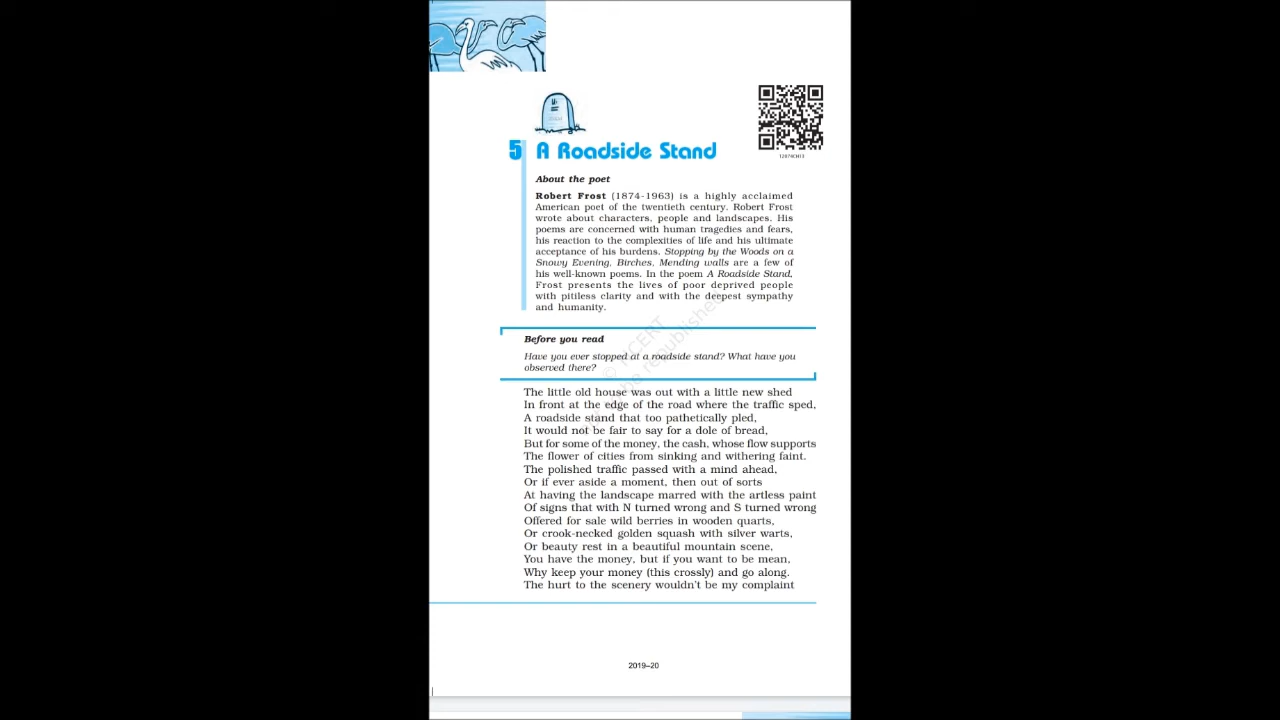 5 A Roadside Stand
12074CH13
About the poet
Robert Frost (1874-1963) is a highly acclaimed
American poet of the twentieth century. Robert Frost
wrote about characters, people and landscapes. His
poems are concerned with human tragedies and fears,
his reaction to the complexities of life and his ultimate
acceptance of his burdens. Stopping by the Woods on a
Snowy Evening, Birches, Mending walls are a few of
his well-known poems. In the poem A Roadside Stand,
Frost presents the lives of poor deprived people
with pitiless clarity and with the deepest sympathy
and humanity.
Before you read
Have you ever stopped at a roadside stand? What have you
observed there?
The little old house was out with a little new shed
In front at the edge of the road where the traffic sped,
A roadside stand that too pathetically pled,
It would not be fair to say for a dole of bread,
But for some of the money, the cash, whose flow supports
The flower of cities from sinking and withering faint.
The polished traffic passed with a mind ahead,
Or if ever aside a moment, then out of sorts
At having the landscape marred with the artless paint
Of signs that with N turned wrong and S turned wrong
Offered for sale wild berries in wooden quarts,
Or crook-necked golden squash with silver warts,
Or beauty rest in a beautiful mountain scene,
You have the money, but if you want to be mean,
Why keep your money (this crossly) and go along.
The hurt to the scenery wouldn't be my complaint
2019–20